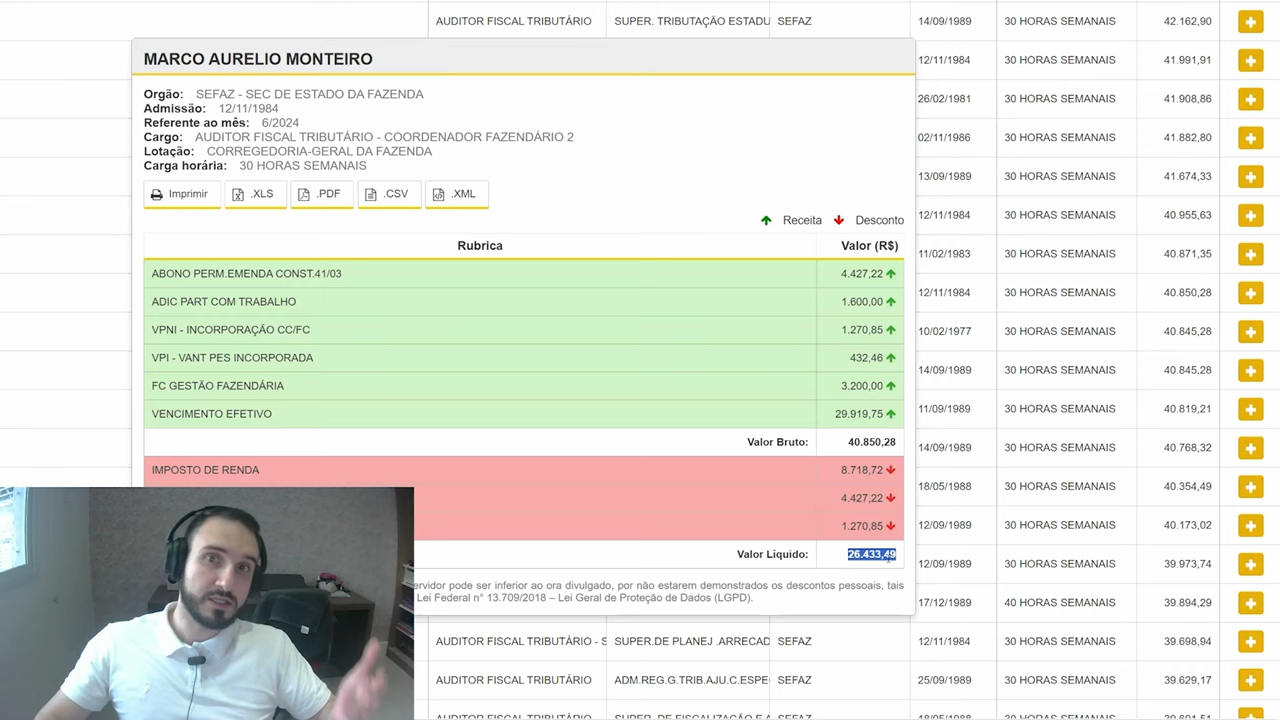 AUDITOR FISCAL TRIBUTÁRIO SUPER. TRIBUTAÇÃO ESTADU SEFAZ 14/09/1989 30 HORAS SEMANAIS 42.162,90
12/11/1984 30 HORAS SEMANAIS 41.991,91
26/02/1981 30 HORAS SEMANAIS 41.908,86
02/11/1986 30 HORAS SEMANAIS 41.882,80
13/09/1989 30 HORAS SEMANAIS 41.674,33
12/11/1984 30 HORAS SEMANAIS 40.955,63
11/02/1983 30 HORAS SEMANAIS 40.871,35
12/11/1984 30 HORAS SEMANAIS 40.850,28
10/02/1977 30 HORAS SEMANAIS 40.845,28
14/09/1989 30 HORAS SEMANAIS 40.845,28
11/09/1989 30 HORAS SEMANAIS 40.819,21
14/09/1989 30 HORAS SEMANAIS 40.768,32
18/05/1988 30 HORAS SEMANAIS 40.354,49
12/09/1989 30 HORAS SEMANAIS 40.173,02
12/09/1989 30 HORAS SEMANAIS 39.973,74
17/12/1989 40 HORAS SEMANAIS 39.894,29
MARCO AURELIO MONTEIRO
Orgão: SEFAZ - SEC DE ESTADO DA FAZENDA
Admissão: 12/11/1984
Referente ao mês: 6/2024
Cargo: AUDITOR FISCAL TRIBUTÁRIO - COORDENADOR FAZENDÁRIO 2
Lotação: CORREGEDORIA-GERAL DA FAZENDA
Carga horária: 30 HORAS SEMANAIS
Imprimir .XLS .PDF .CSV .XML
Receita Desconto
Rubrica Valor (R$)
ABONO PERM.EMENDA CONST.41/03 4.427,22
ADIC PART COM TRABALHO 1.600,00
VPNI - INCORPORAÇÃO CC/FC 1.270,85
VPI - VANT PES INCORPORADA 432,46
FC GESTÃO FAZENDÁRIA 3.200,00
VENCIMENTO EFETIVO 29.919,75
Valor Bruto: 40.850,28
IMPOSTO DE RENDA 8.718,72
4.427,22
1.270,85
Valor Líquido: 26.433,49
ervidor pode ser inferior ao ora divulgado, por não estarem demonstrados os descontos pessoais, tais
Lei Federal n° 13.709/2018 – Lei Geral de Proteção de Dados (LGPD).
AUDITOR FISCAL TRIBUTÁRIO - S SUPER.DE PLANEJ .ARRECAD SEFAZ 12/11/1984 30 HORAS SEMANAIS 39.698,94
AUDITOR FISCAL TRIBUTÁRIO ADM.REG.G.TRIB.AJU.C.ESPE SEFAZ 25/09/1989 30 HORAS SEMANAIS 39.629,17
AUDITOR FISCAL TRIBUTÁRIO SEFAZ 30 HORAS SEMANAIS